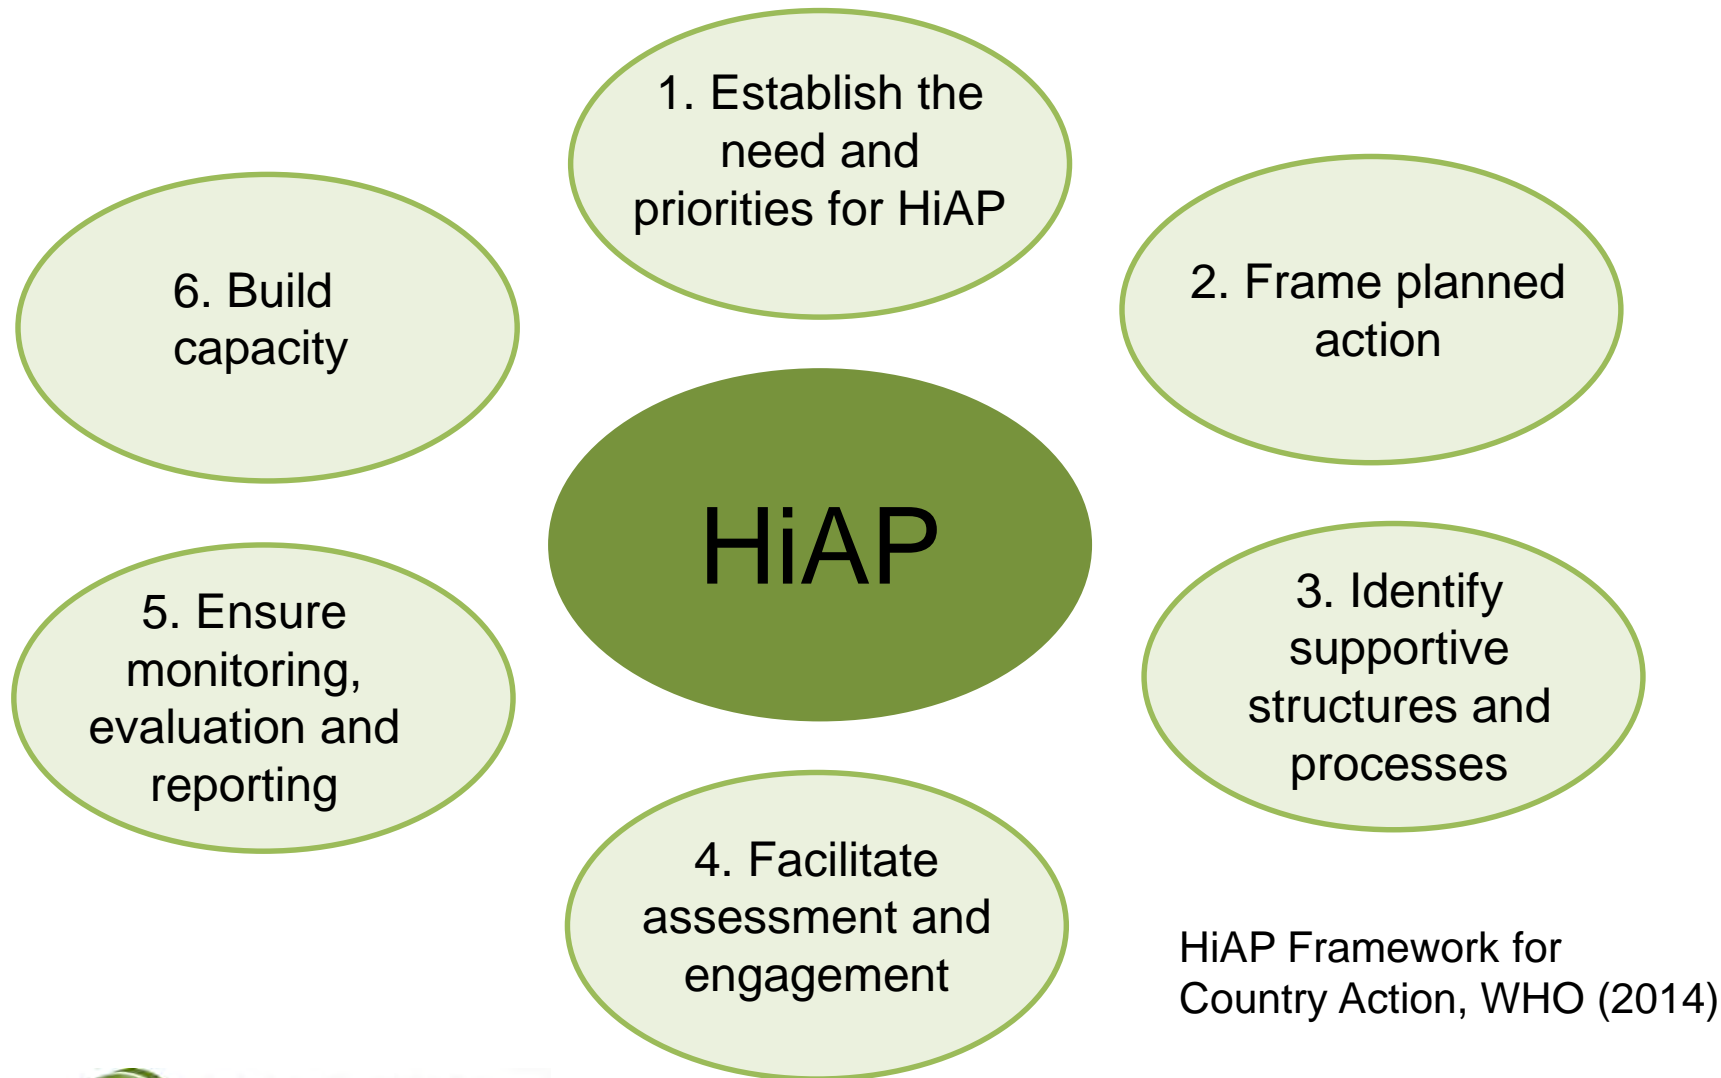 1. Establish the
need and
priorities for HiAP
2. Frame planned
action
3. Identify
supportive
structures and
processes
4. Facilitate
assessment and
engagement
5. Ensure
monitoring,
evaluation and
reporting
6. Build
capacity
HiAP
HiAP Framework for
Country Action, WHO (2014)